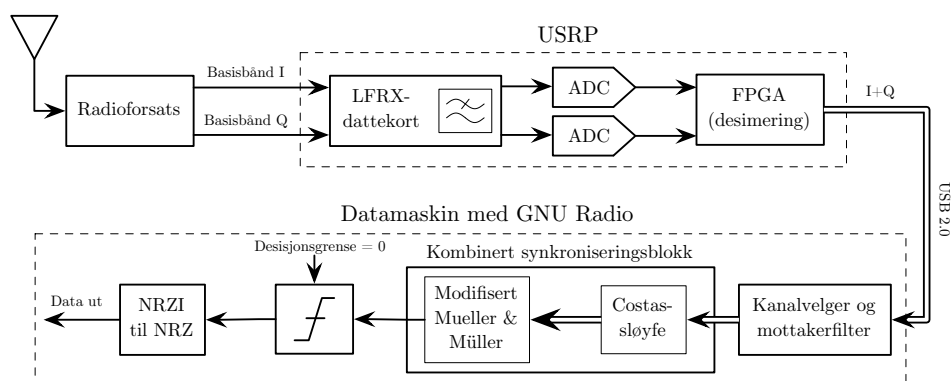 USRP
Radioforsats
Basisbånd I
Basisbånd Q
LFRX-
dattekort
ADC
ADC
FPGA
(desimering)
I+Q
USB 2.0
Datamaskin med GNU Radio
Desisjonsgrense = 0
Kombinert synkroniseringsblokk
Data ut
NRZI
til NRZ
Modifisert
Mueller &
Müller
Costas-
sløyfe
Kanalvelger og
mottakerfilter